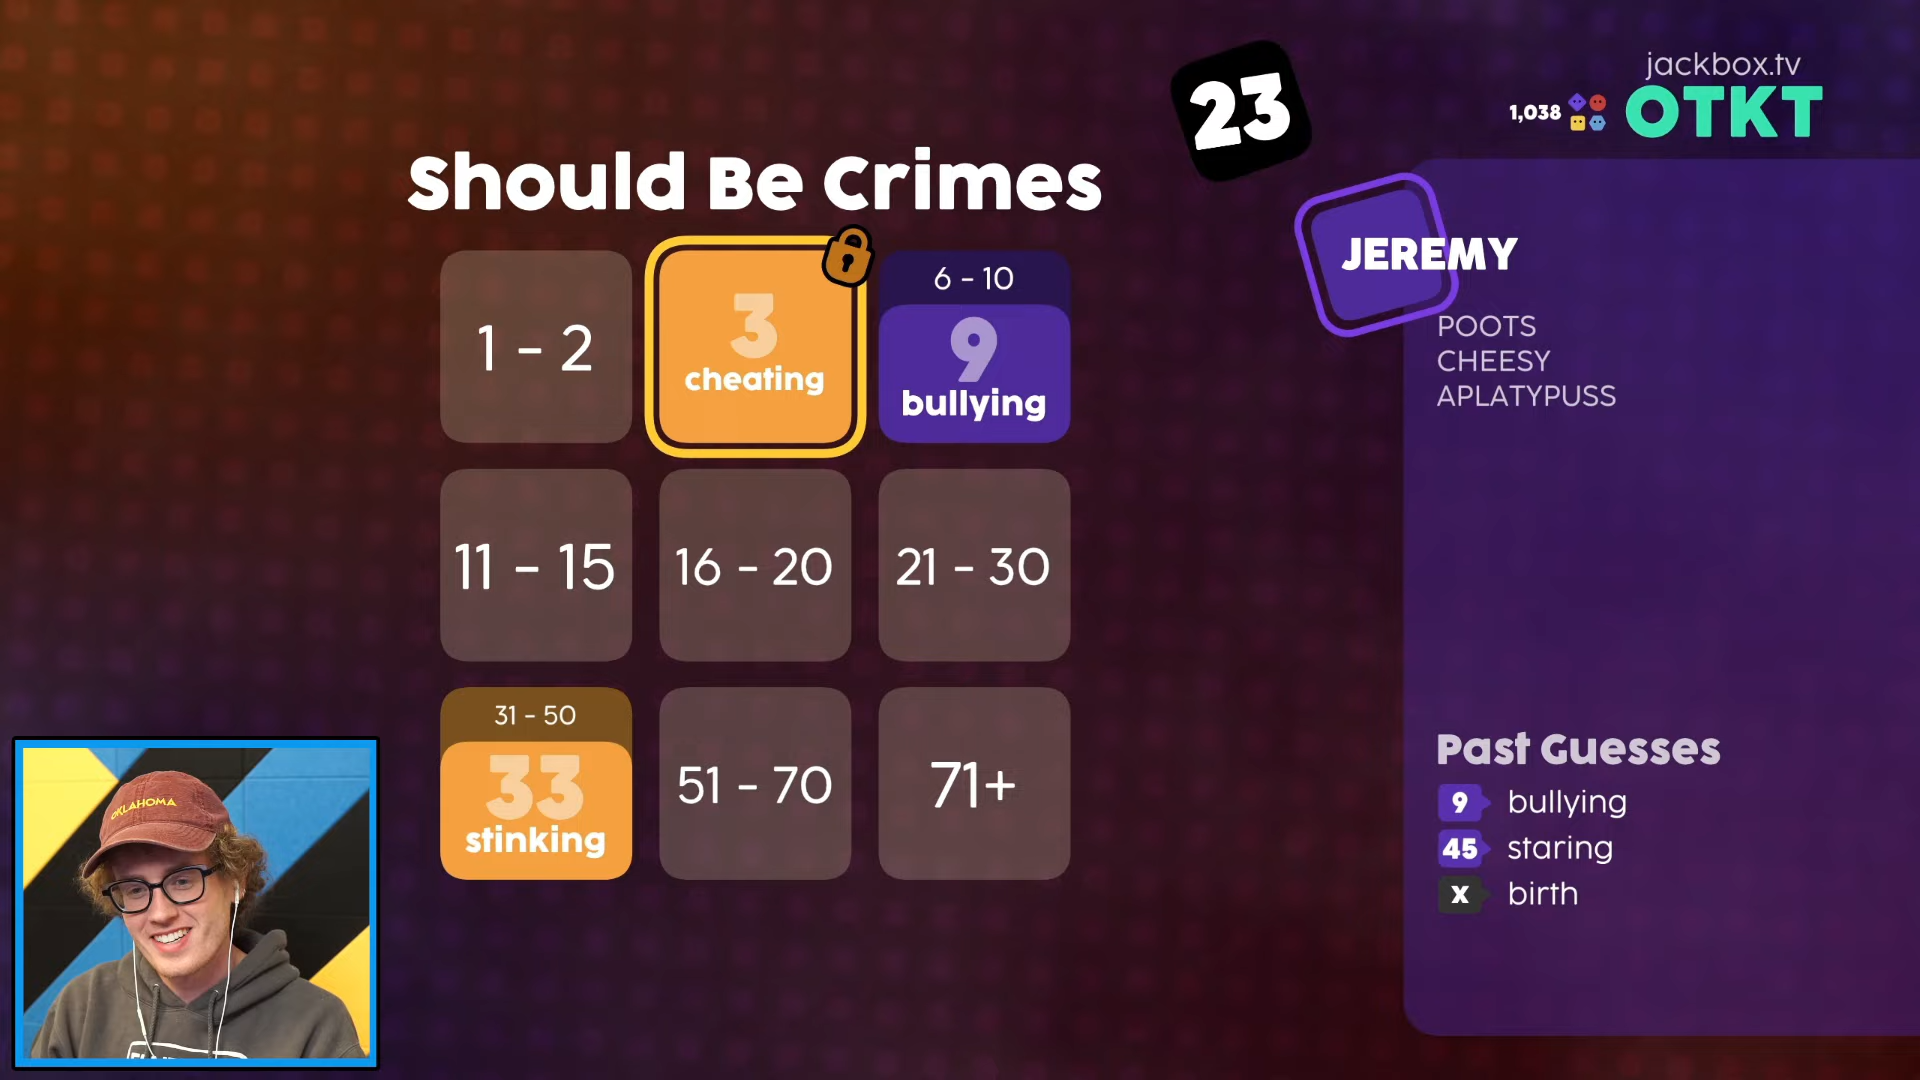 jackbox.tv
1,038
OTKT
23
Should Be Crimes
1 - 2
3
cheating
6 - 10
9
bullying
11 - 15
16 - 20
21 - 30
31 - 50
33
stinking
51 - 70
71+
JEREMY
POOTS
CHEESY
APLATYPUSS
Past Guesses
9 bullying
45 staring
X birth
OKLAHOMA